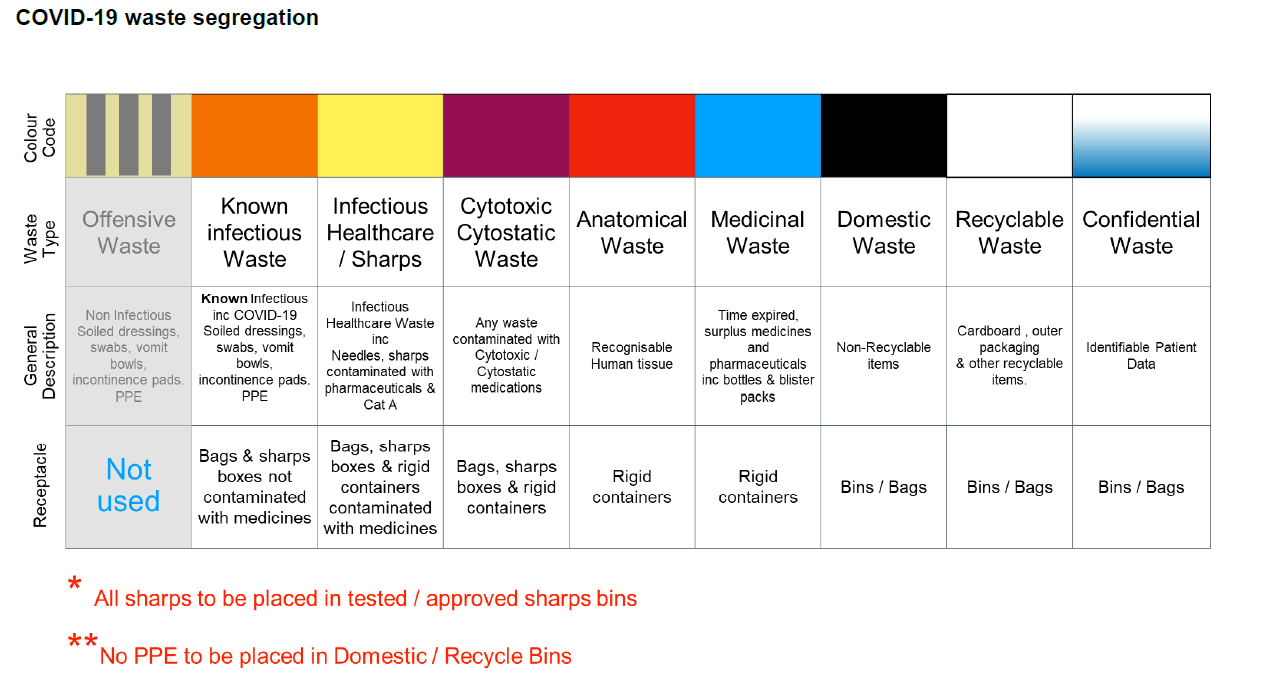 COVID-19 waste segregation
Colour
Code
Waste
Type
Offensive
Waste
Known
infectious
Waste
Infectious
Healthcare
/ Sharps
Cytotoxic
Cytostatic
Waste
Anatomical
Waste
Medicinal
Waste
Domestic
Waste
Recyclable
Waste
Confidential
Waste
General
Description
Non Infectious
Soiled dressings,
swabs, vomit
bowls,
incontinence pads.
PPE
Known Infectious
inc COVID-19
Soiled dressings,
swabs, vomit
bowls,
incontinence pads.
PPE
Infectious
Healthcare Waste
inc
Needles, sharps
contaminated with
pharmaceuticals &
Cat A
Any waste
contaminated with
Cytotoxic /
Cytostatic
medications
Recognisable
Human tissue
Time expired,
surplus medicines
and
pharmaceuticals
inc bottles & blister
packs
Non-Recyclable
items
Cardboard , outer
packaging
& other recyclable
items.
Identifiable Patient
Data
Receptacle
Not
used
Bags & sharps
boxes not
contaminated
with medicines
Bags, sharps
boxes & rigid
containers
contaminated
with medicines
Bags, sharps
boxes & rigid
containers
Rigid
containers
Rigid
containers
Bins / Bags
Bins / Bags
Bins / Bags
* All sharps to be placed in tested / approved sharps bins
** No PPE to be placed in Domestic / Recycle Bins